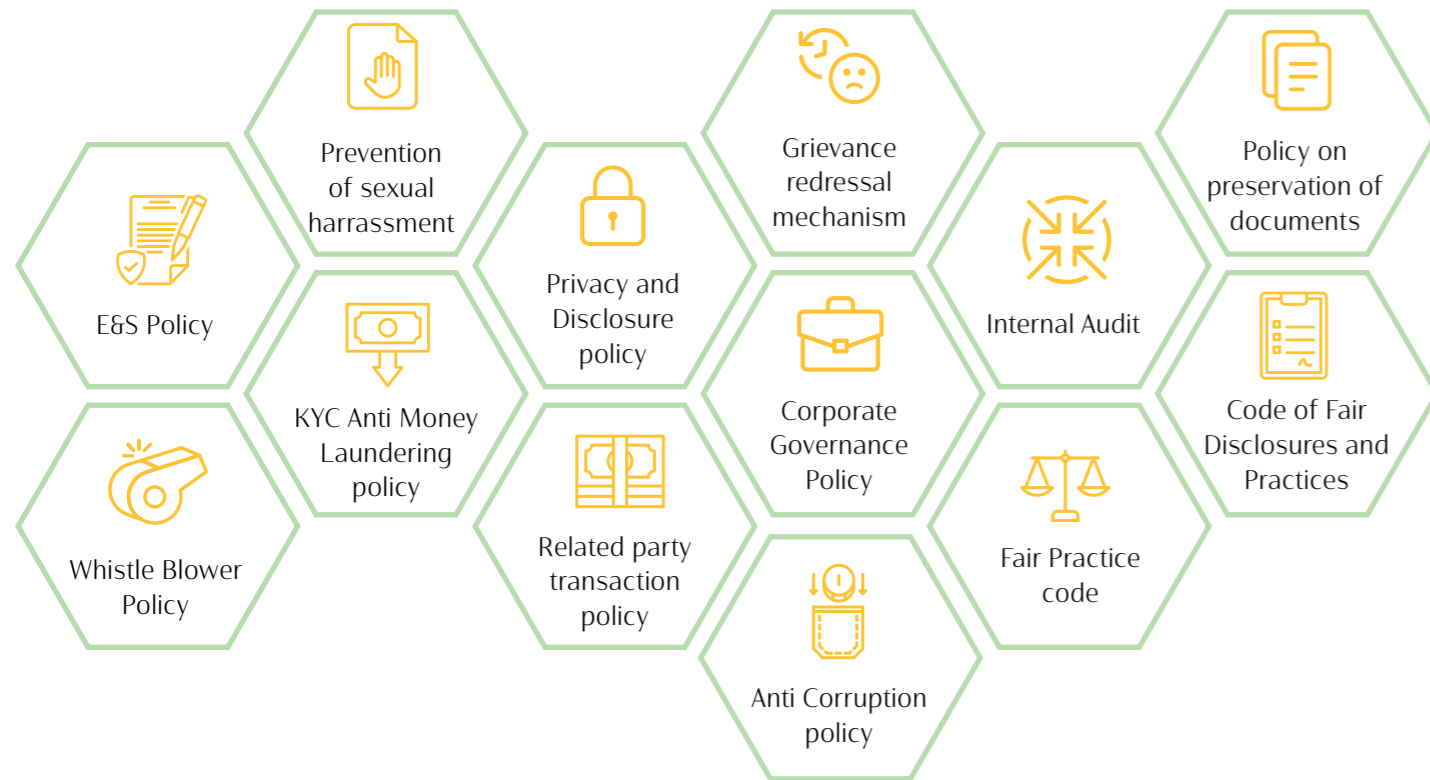 Prevention
of sexual
harrassment
Grievance
redressal
mechanism
Policy on
preservation of
documents
E&S Policy
Privacy and
Disclosure
policy
Internal Audit
KYC Anti Money
Laundering
policy
Corporate
Governance
Policy
Code of Fair
Disclosures and
Practices
Whistle Blower
Policy
Related party
transaction
policy
Fair Practice
code
Anti Corruption
policy